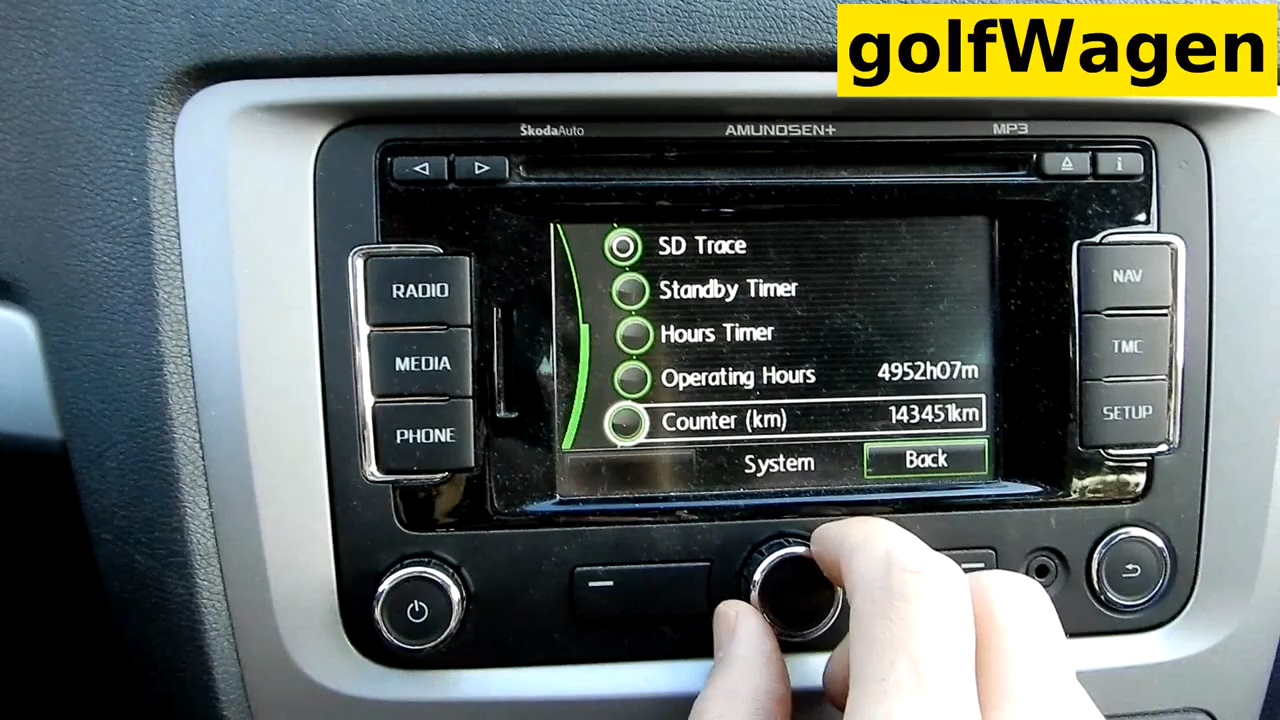 golfWagen
ŠkodaAuto AMUNDSEN+ MP3
i
RADIO
MEDIA
PHONE
SD Trace
Standby Timer
Hours Timer
Operating Hours 4952h07m
Counter (km) 143451km
System Back
NAV
TMC
SETUP